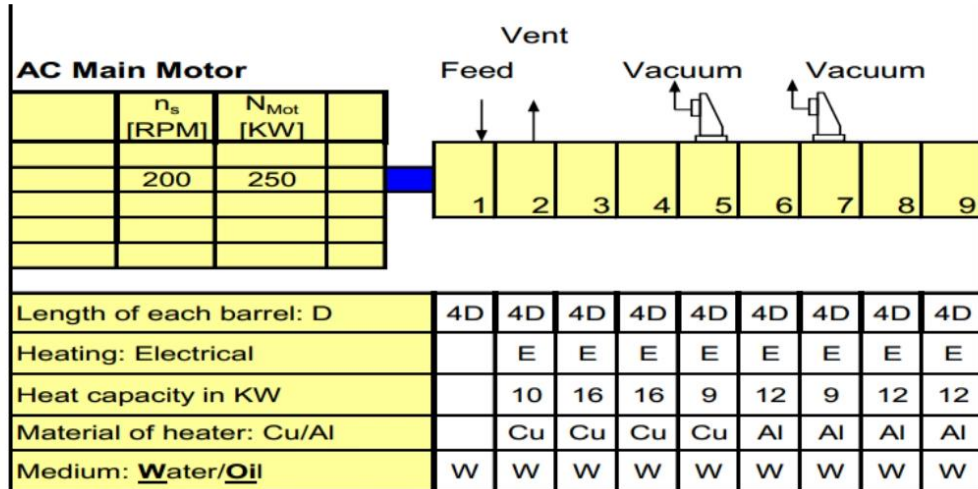 Vent
AC Main Motor Feed Vacuum Vacuum
nₛ [RPM] N_Mot [KW]
200 250
1 2 3 4 5 6 7 8 9
Length of each barrel: D 4D 4D 4D 4D 4D 4D 4D 4D 4D
Heating: Electrical E E E E E E E E
Heat capacity in KW 10 16 16 9 12 9 12 12
Material of heater: Cu/Al Cu Cu Cu Cu Al Al Al Al
Medium: Water/Oil W W W W W W W W W